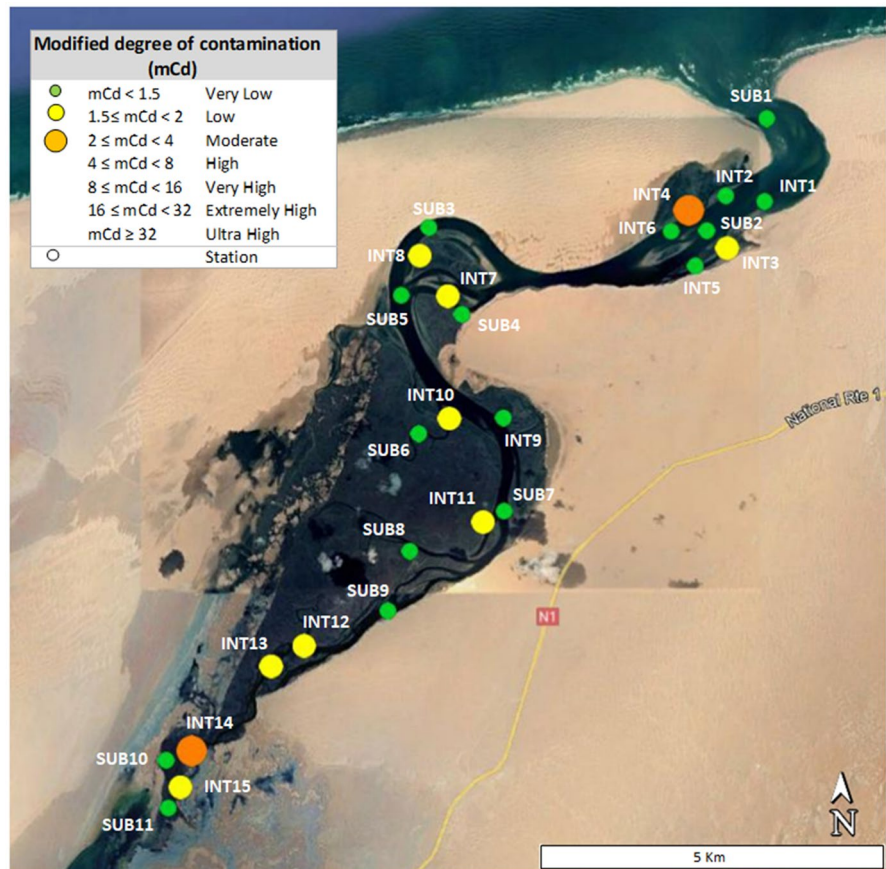 Modified degree of contamination
(mCd)
mCd < 1.5 Very Low
1.5≤ mCd < 2 Low
2 ≤ mCd < 4 Moderate
4 ≤ mCd < 8 High
8 ≤ mCd < 16 Very High
16 ≤ mCd < 32 Extremely High
mCd ≥ 32 Ultra High
Station
SUB1
INT2
INT4
INT1
SUB3
INT6
SUB2
INT8
INT3
INT7
INT5
SUB5
SUB4
INT10
National Rte 1
SUB6
INT9
INT11
SUB7
SUB8
SUB9
N1
INT12
INT13
INT14
SUB10
INT15
SUB11
N
5 Km